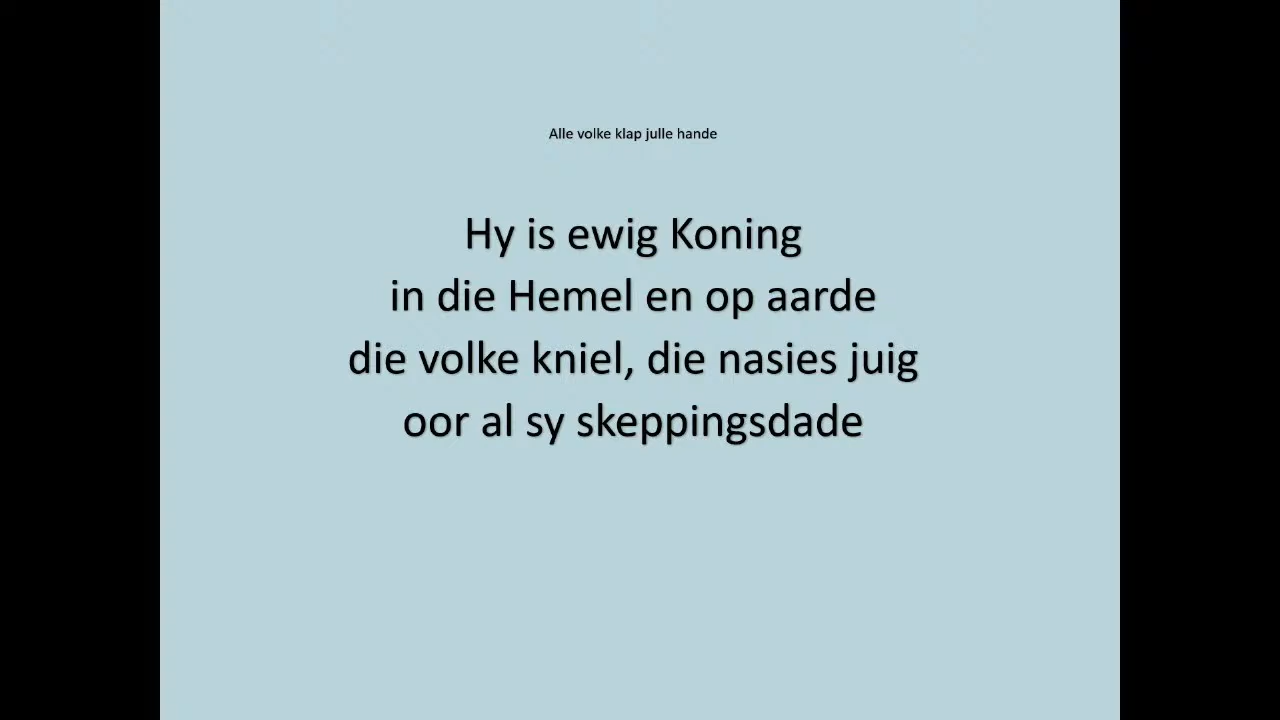 Alle volke klap julle hande
Hy is ewig Koning
in die Hemel en op aarde
die volke kniel, die nasies juig
oor al sy skeppingsdade